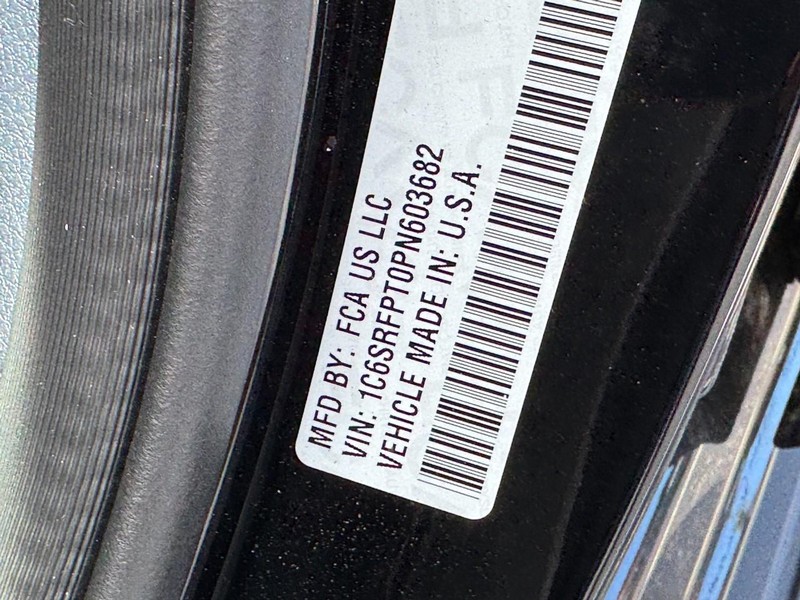 MFD BY: FCA US LLC
VIN: 1C6SRFPT0PN603682
VEHICLE MADE IN: U.S.A.